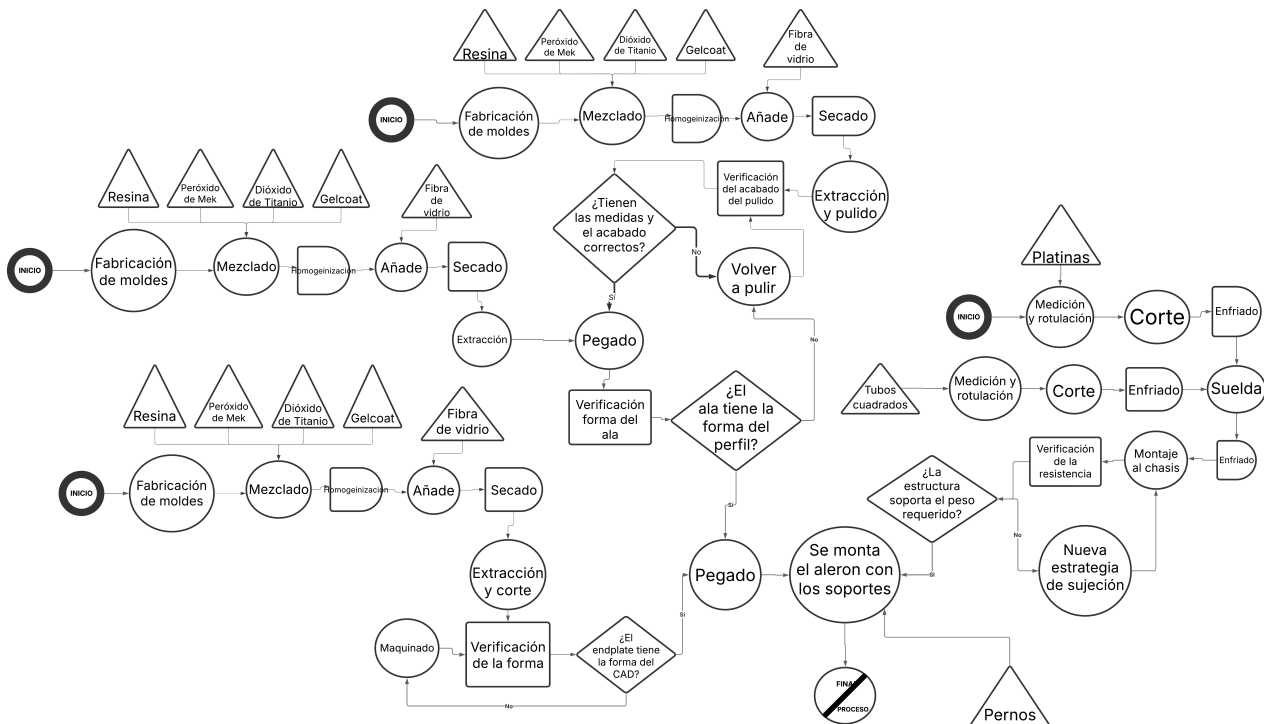 Resina
Peróxido
de Mek
Dióxido
de Titanio
Gelcoat
Fibra
de
vidrio
INICIO
Fabricación
de moldes
Mezclado
Homogeinización
Añade
Secado
Extracción
y pulido
Verificación
del acabado
del pulido
¿Tienen
las medidas y
el acabado
correctos?
No
Sí
Volver
a pulir
Resina
Peróxido
de Mek
Dióxido
de Titanio
Gelcoat
Fibra
de
vidrio
INICIO
Fabricación
de moldes
Mezclado
Homogeinización
Añade
Secado
Extracción
Pegado
Verificación
forma del
ala
¿El
ala tiene la
forma del
perfil?
No
Sí
Platinas
INICIO
Medición
y rotulación
Corte
Enfriado
Tubos
cuadrados
Medición y
rotulación
Corte
Enfriado
Suelda
Enfriado
Montaje
al chasis
Verificación
de la
resistencia
¿La
estructura
soporta el peso
requerido?
No
Sí
Nueva
estrategia
de sujeción
Resina
Peróxido
de Mek
Dióxido
de Titanio
Gelcoat
Fibra
de vidrio
INICIO
Fabricación
de moldes
Mezclado
Homogeinización
Añade
Secado
Extracción
y corte
Maquinado
Verificación
de la forma
¿El
endplate tiene
la forma del
CAD?
No
Sí
Pegado
Se monta
el aleron con
los soportes
FINAL
PROCESO
Pernos